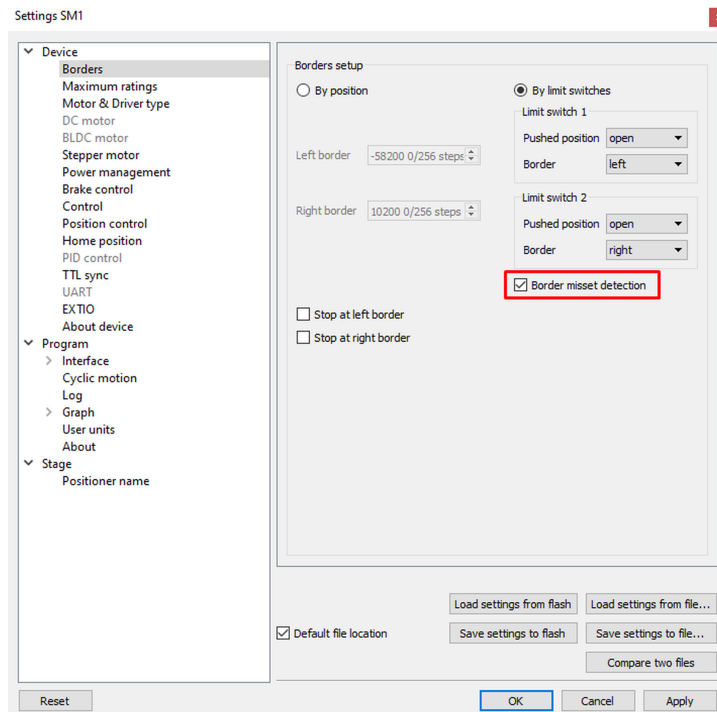 Settings SM1
Device
Borders
Maximum ratings
Motor & Driver type
DC motor
BLDC motor
Stepper motor
Power management
Brake control
Control
Position control
Home position
PID control
TTL sync
UART
EXTIO
About device
Program
Interface
Cyclic motion
Log
Graph
User units
About
Stage
Positioner name
Borders setup
By position
By limit switches
Limit switch 1
Pushed position open
Border left
Left border -58200 0/256 steps
Limit switch 2
Right border 10200 0/256 steps
Pushed position open
Border right
Border misset detection
Stop at left border
Stop at right border
Load settings from flash Load settings from file...
Default file location Save settings to flash Save settings to file...
Compare two files
Reset OK Cancel Apply